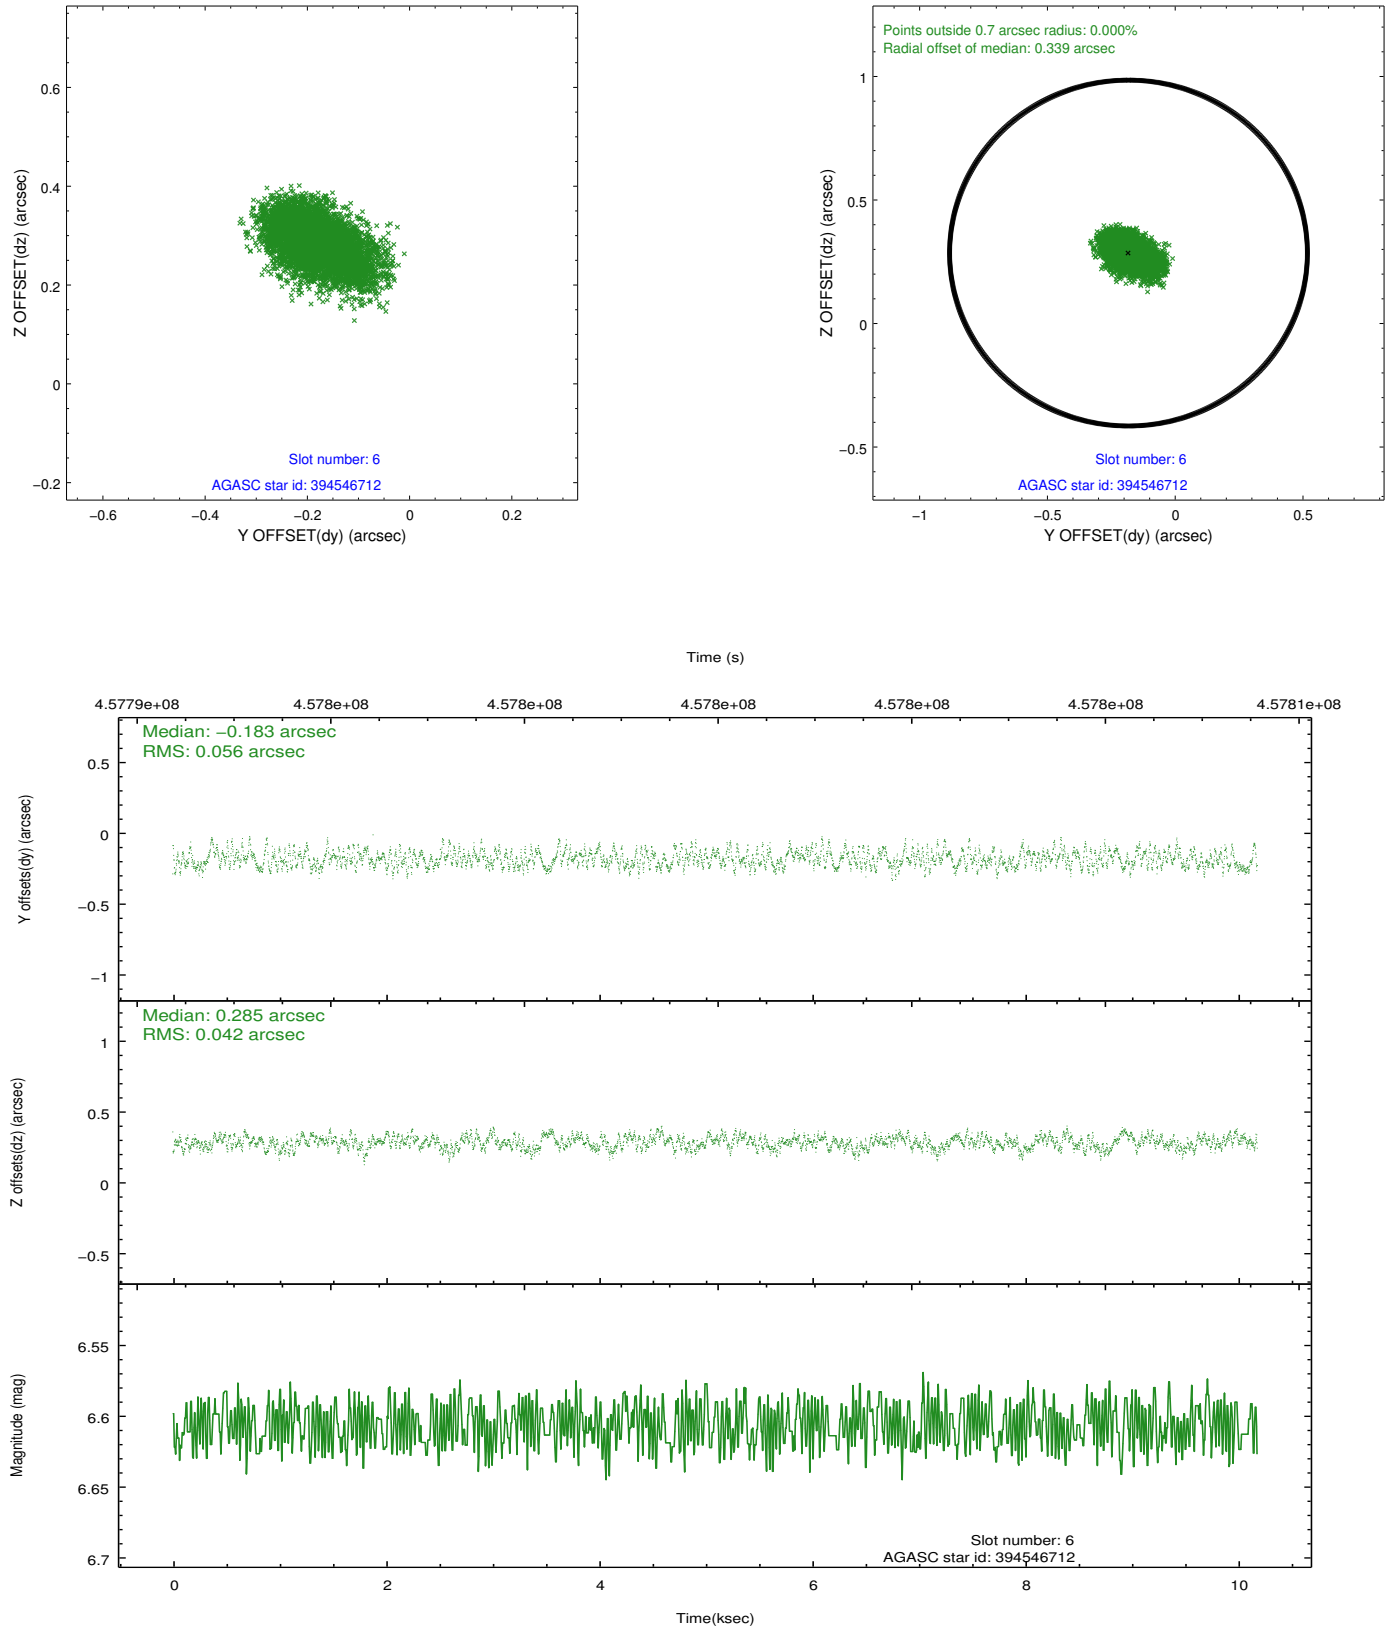 0.6
0.4
0.2
0
−0.2
Z OFFSET(dz) (arcsec)
Slot number: 6
AGASC star id: 394546712
−0.6 −0.4 −0.2 0 0.2
Y OFFSET(dy) (arcsec)
Points outside 0.7 arcsec radius: 0.000%
Radial offset of median: 0.339 arcsec
1
0.5
0
−0.5
Z OFFSET(dz) (arcsec)
Slot number: 6
AGASC star id: 394546712
−1 −0.5 0 0.5
Y OFFSET(dy) (arcsec)
Time (s)
4.5779e+08 4.578e+08 4.578e+08 4.578e+08 4.578e+08 4.578e+08 4.5781e+08
Median: −0.183 arcsec
RMS: 0.056 arcsec
0.5
0
−0.5
−1
Y offsets(dy) (arcsec)
Median: 0.285 arcsec
RMS: 0.042 arcsec
1
0.5
0
−0.5
Z offsets(dz) (arcsec)
6.55
6.6
6.65
6.7
Magnitude (mag)
Slot number: 6
AGASC star id: 394546712
0 2 4 6 8 10
Time(ksec)